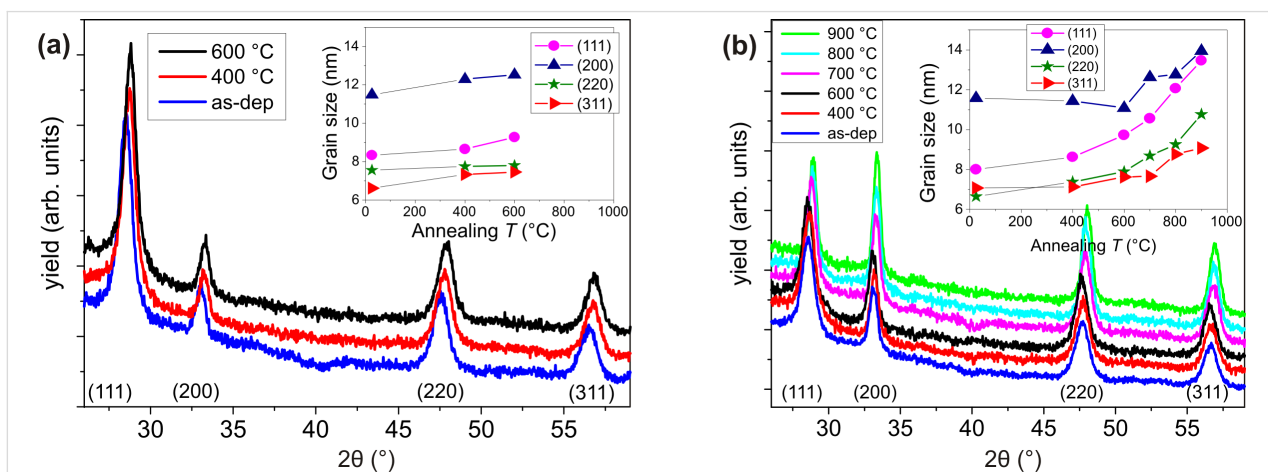 (a)
600 °C
400 °C
as-dep
14
12
10
8
6
Grain size (nm)
(111)
(200)
(220)
(311)
0 200 400 600 800 1000
Annealing T (°C)
yield (arb. units)
(111) (200) (220) (311)
30 35 40 45 50 55
2θ (°)
(b)
900 °C
800 °C
700 °C
600 °C
400 °C
as-dep
14
12
10
8
6
Grain size (nm)
(111)
(200)
(220)
(311)
0 200 400 600 800 1000
Annealing T (°C)
yield (arb. units)
(111) (200) (220) (311)
30 35 40 45 50 55
2θ (°)